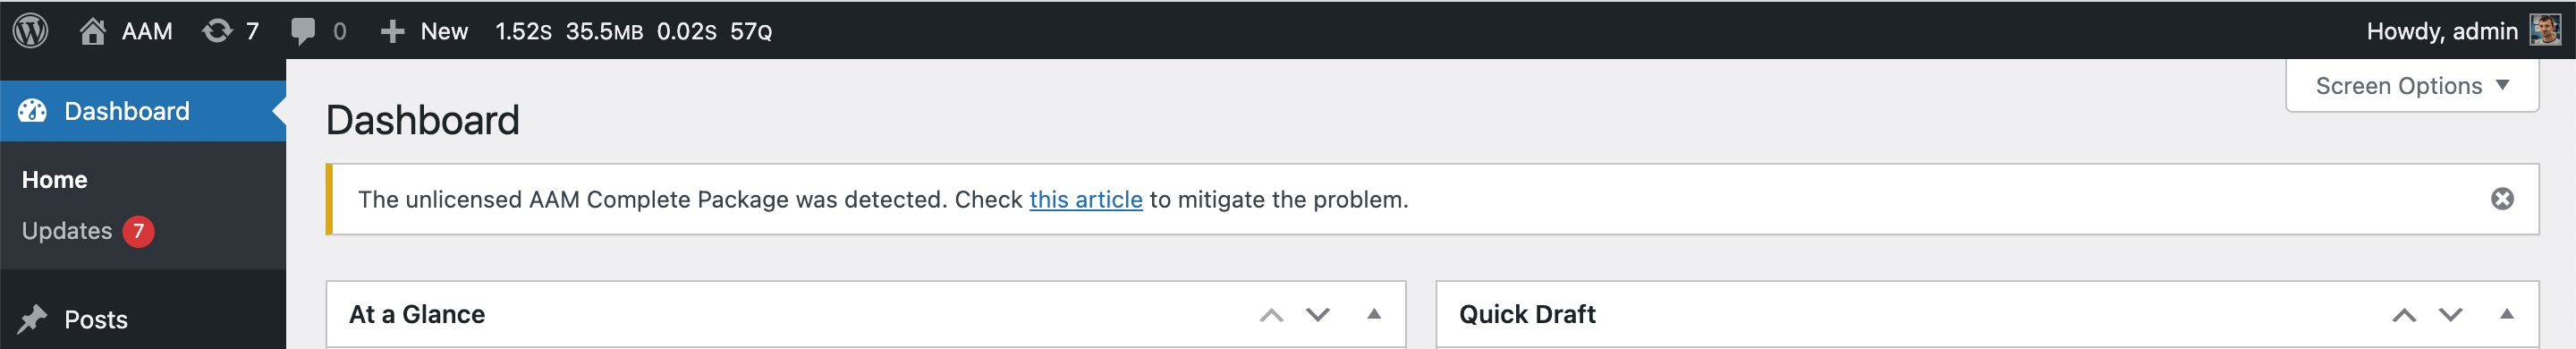 AAM 7 0 New 1.52S 35.5MB 0.02S 57Q Howdy, admin
Screen Options
Dashboard
Dashboard
Home
The unlicensed AAM Complete Package was detected. Check this article to mitigate the problem.
Updates 7
At a Glance
Quick Draft
Posts